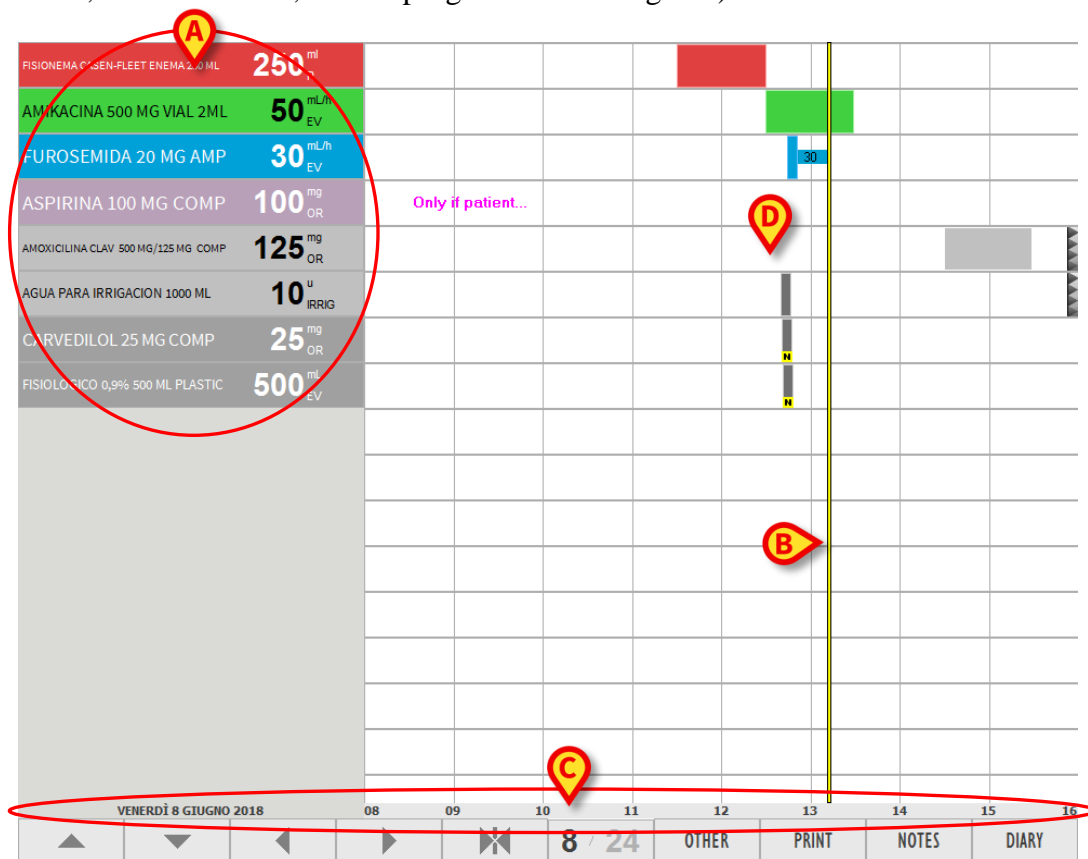 A
FISIONEMA CASEN-FLEET ENEMA 250 ML 250 ml
AMIKACINA 500 MG VIAL 2ML 50 mL/h EV
FUROSEMIDA 20 MG AMP 30 mL/h EV 30
ASPIRINA 100 MG COMP 100 mg OR Only if patient...
D
AMOXICILINA CLAV 500 MG/125 MG COMP 125 mg OR
AGUA PARA IRRIGACION 1000 ML 10 u IRRIG
CARVEDILOL 25 MG COMP 25 mg OR N
FISIOLOGICO 0,9% 500 ML PLASTIC 500 mL EV N
B
C
VENERDÌ 8 GIUGNO 2018 08 09 10 11 12 13 14 15 16
8 / 24 OTHER PRINT NOTES DIARY